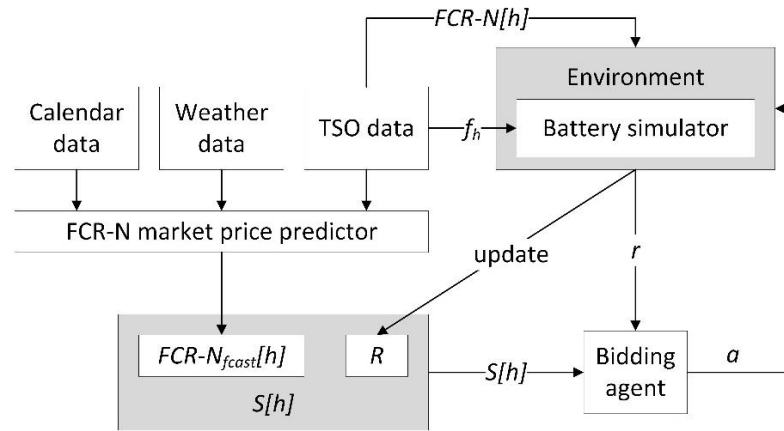 FCR-N[h]
Environment
Calendar
data
Weather
data
TSO data
f_h
Battery simulator
FCR-N market price predictor
update
r
FCR-N_fcast[h]
R
S[h]
S[h]
Bidding
agent
a